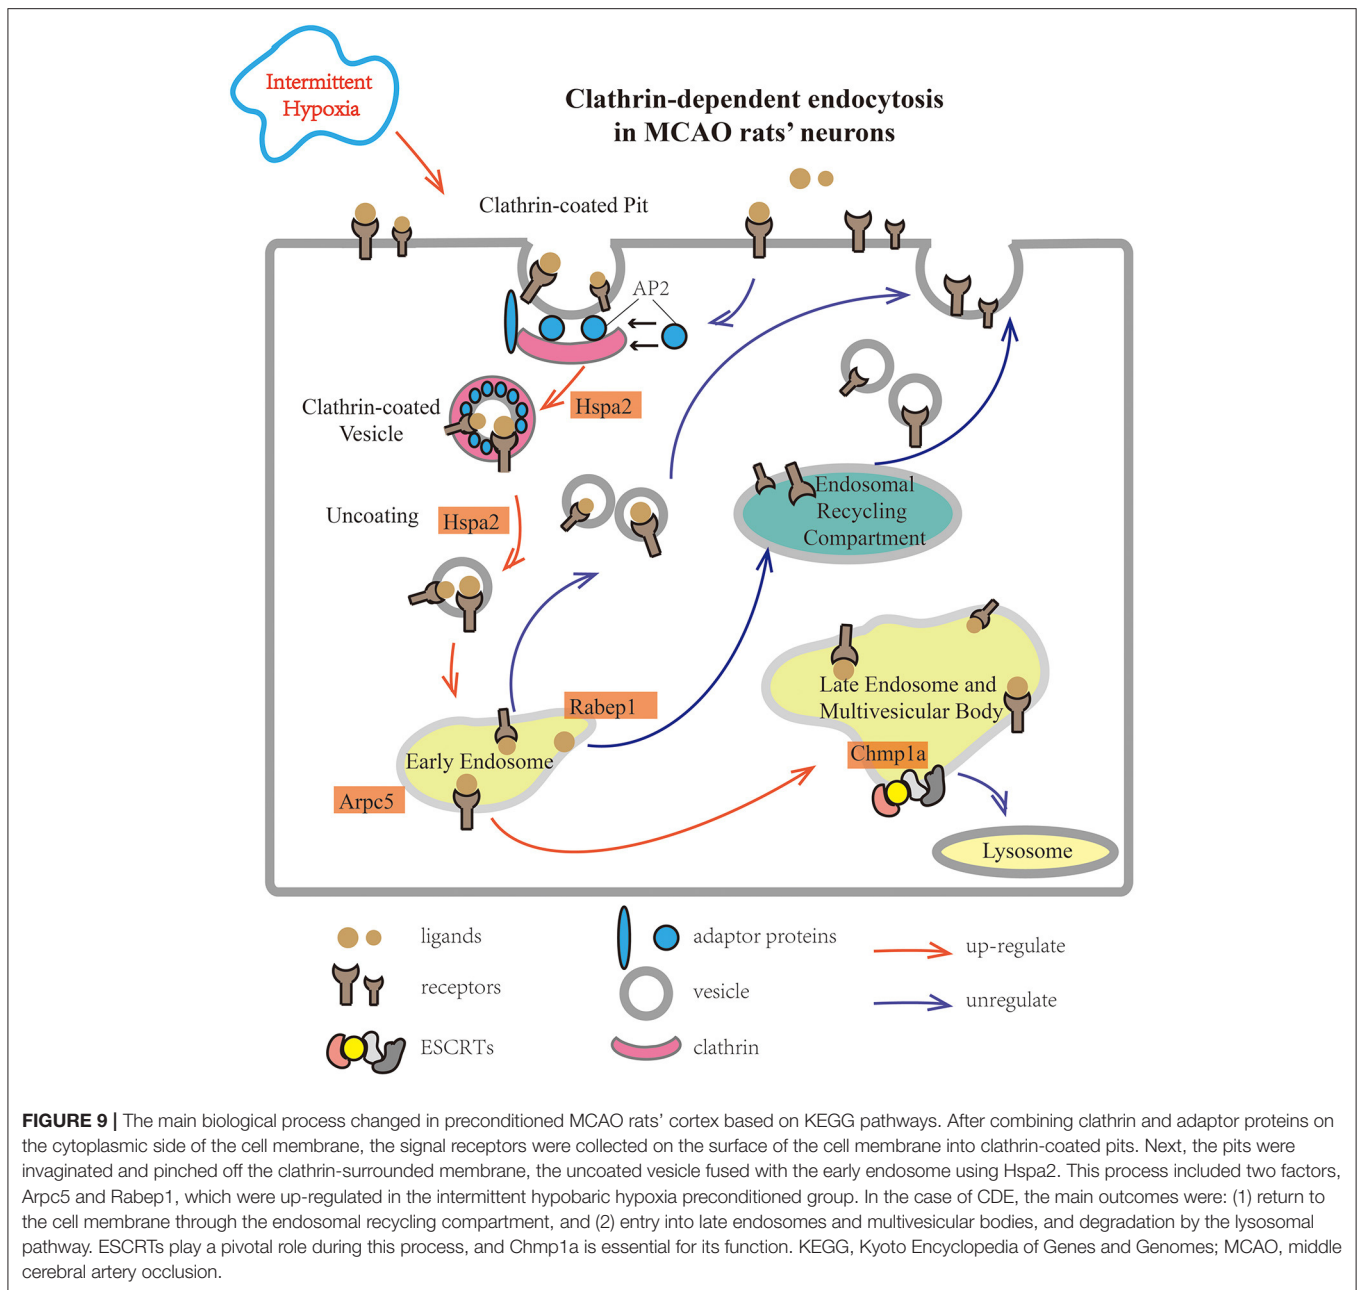 Intermittent
Hypoxia
Clathrin-dependent endocytosis
in MCAO rats' neurons
Clathrin-coated Pit
AP2
Clathrin-coated
Vesicle
Hspa2
Uncoating
Hspa2
Endosomal
Recycling
Compartment
Rabep1
Early Endosome
Arpc5
Late Endosome and
Multivesicular Body
Chmp1a
Lysosome
ligands
adaptor proteins
up-regulate
receptors
vesicle
unregulate
ESCRTs
clathrin
FIGURE 9 | The main biological process changed in preconditioned MCAO rats' cortex based on KEGG pathways. After combining clathrin and adaptor proteins on
the cytoplasmic side of the cell membrane, the signal receptors were collected on the surface of the cell membrane into clathrin-coated pits. Next, the pits were
invaginated and pinched off the clathrin-surrounded membrane, the uncoated vesicle fused with the early endosome using Hspa2. This process included two factors,
Arpc5 and Rabep1, which were up-regulated in the intermittent hypobaric hypoxia preconditioned group. In the case of CDE, the main outcomes were: (1) return to
the cell membrane through the endosomal recycling compartment, and (2) entry into late endosomes and multivesicular bodies, and degradation by the lysosomal
pathway. ESCRTs play a pivotal role during this process, and Chmp1a is essential for its function. KEGG, Kyoto Encyclopedia of Genes and Genomes; MCAO, middle
cerebral artery occlusion.